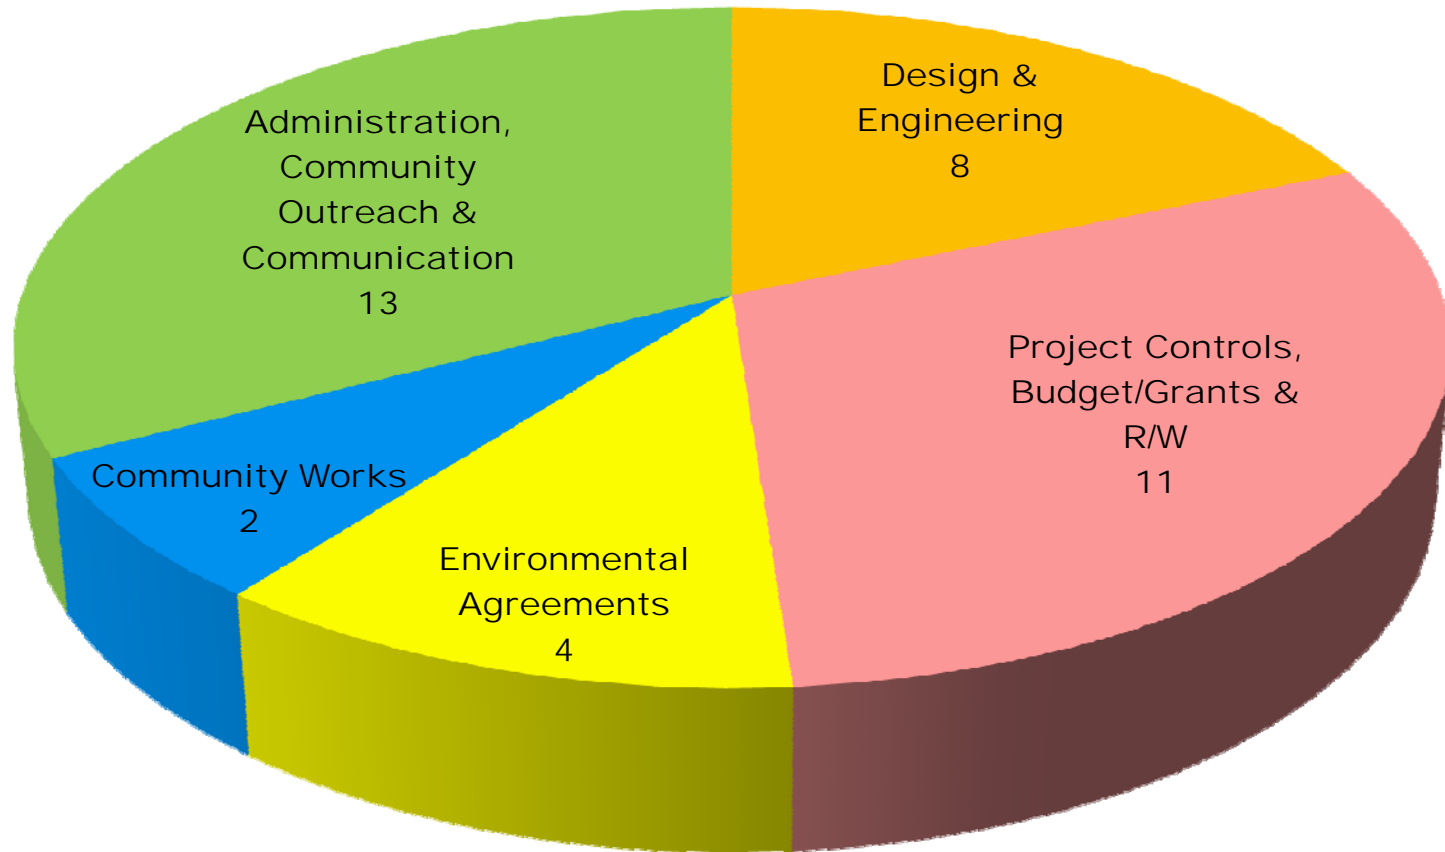 Administration,
Community
Outreach &
Communication
13
Design &
Engineering
8
Project Controls,
Budget/Grants &
R/W
11
Community Works
2
Environmental
Agreements
4